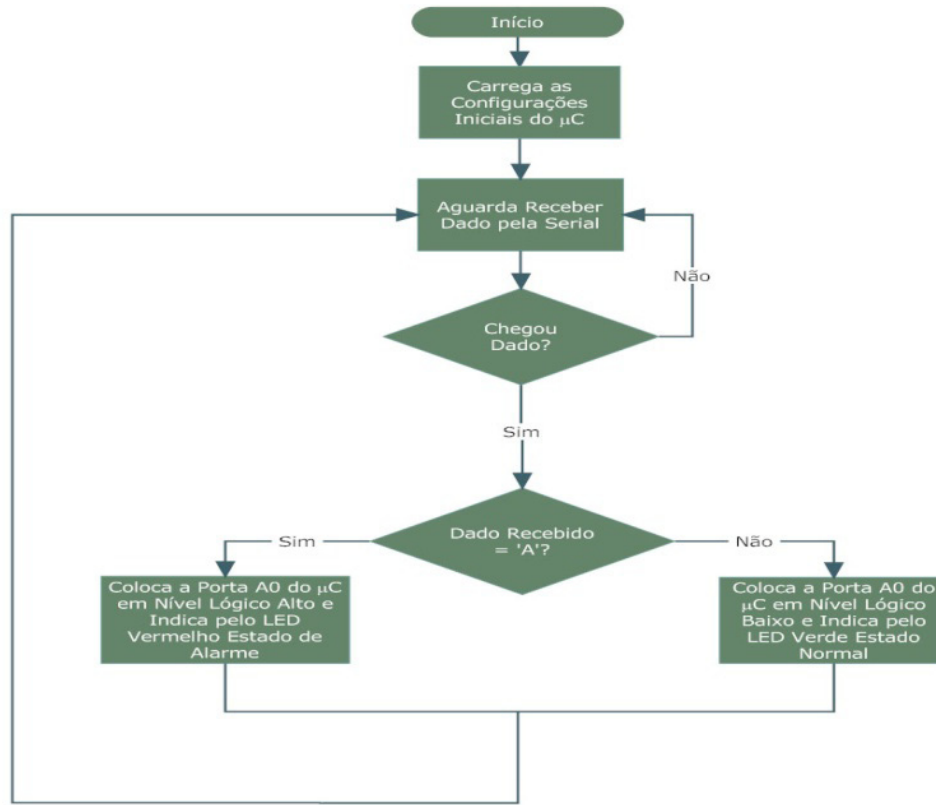 Início
Carrega as
Configurações
Iniciais do μC
Aguarda Receber
Dado pela Serial
Não
Chegou
Dado?
Sim
Dado Recebido
= 'A'?
Sim
Não
Coloca a Porta A0 do μC
em Nível Lógico Alto e
Indica pelo LED
Vermelho Estado de
Alarme
Coloca a Porta A0 do
μC em Nível Lógico
Baixo e Indica pelo
LED Verde Estado
Normal